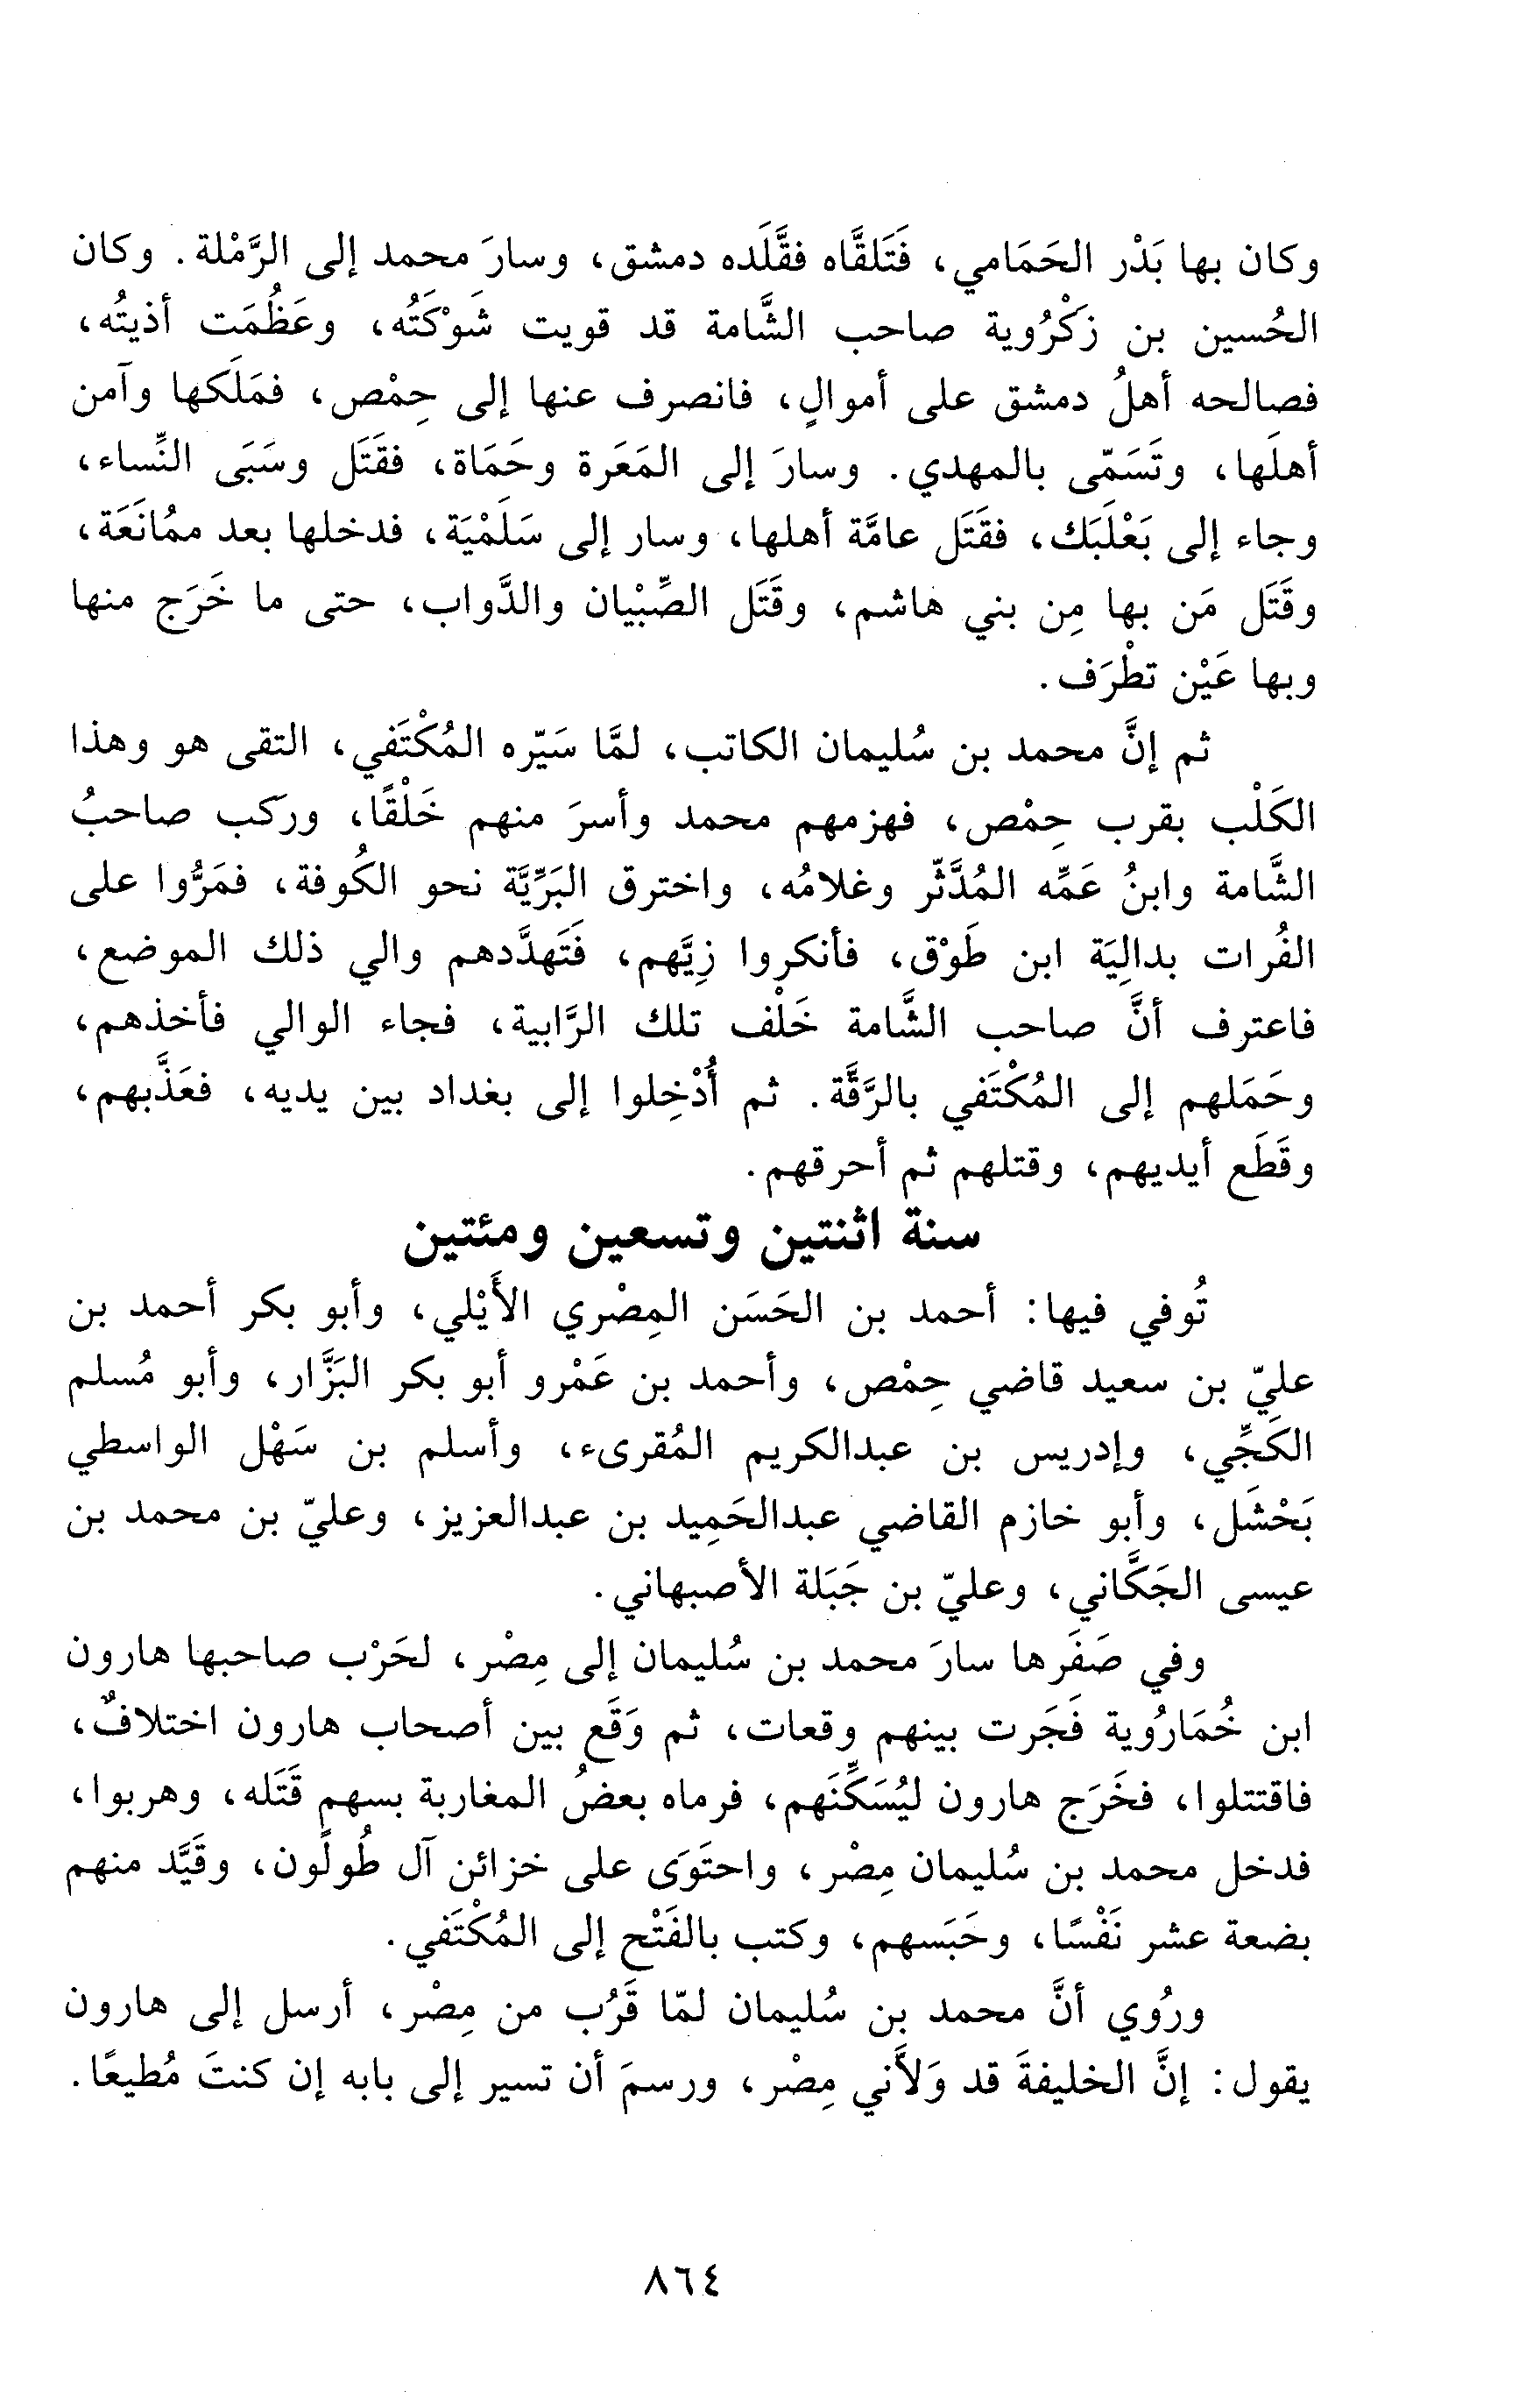 وكان بها بَدْر الحَمَامي، فَتَلقَّاه فقَّلَده دمشق، وسارَ محمد إلى الرَّمْلة. وكان
الحُسين بن زَكْرُوية صاحب الشَّامة قد قويت شَوْكَتُه، وعَظُمَت أذيتُه،
فصالحه أهلُ دمشق على أموالٍ، فانصرف عنها إلى حِمْص، فمَلَكها وآمن
أهلَها، وتَسَمّى بالمهدي. وسارَ إلى المَعَرة وحَمَاة، فقَتَل وسَبَى النِّساء،
وجاء إلى بَعْلَبَك، فقَتَل عامَّة أهلها، وسار إلى سَلَمْيَة، فدخلها بعد ممُانَعَة،
وقَتَل مَن بها مِن بني هاشم، وقَتَل الصِّبْيان والدَّواب، حتى ما خَرَج منها
وبها عَيْن تطْرَف.
ثم إنَّ محمد بن سُليمان الكاتب، لمَّا سَيّره المُكْتَفي، التقى هو وهذا
الكَلْب بقرب حِمْص، فهزمهم محمد وأسرَ منهم خَلْقًا، وركب صاحبُ
الشَّامة وابنُ عَمِّه المُدَّثّر وغلامُه، واخترق البَرِّيَّة نحو الكُوفة، فمَرُّوا على
الفُرات بدالِيَة ابن طَوْق، فأنكروا زِيَّهم، فَتَهدَّدهم والي ذلك الموضع،
فاعترف أنَّ صاحب الشَّامة خَلْف تلك الرَّابية، فجاء الوالي فأخذهم،
وحَمَلهم إلى المُكْتَفي بالرَّقَّة. ثم أُدْخِلوا إلى بغداد بين يديه، فعَذَّبهم،
وقَطَع أيديهم، وقتلهم ثم أحرقهم.
سنة اثنتين وتسعين ومئتين
تُوفي فيها: أحمد بن الحَسَن المِصْري الأَيْلي، وأبو بكر أحمد بن
عليّ بن سعيد قاضي حِمْص، وأحمد بن عَمْرو أبو بكر البَزَّار، وأبو مُسلم
الكَجِّي، وإدريس بن عبدالكريم المُقرىء، وأسلم بن سَهْل الواسطي
بَحْشَل، وأبو خازم القاضي عبدالحَمِيد بن عبدالعزيز، وعليّ بن محمد بن
عيسى الجَكَّاني، وعليّ بن جَبَلة الأصبهاني.
وفي صَفَرها سارَ محمد بن سُليمان إلى مِصْر، لحَرْب صاحبها هارون
ابن خُمَارُوية فَجَرت بينهم وقعات، ثم وَقَع بين أصحاب هارون اختلافٌ،
فاقتتلوا، فخَرَج هارون ليُسَكِّنَهم، فرماه بعضُ المغاربة بسهم قَتَله، وهربوا،
فدخل محمد بن سُليمان مِصْر، واحتَوَى على خزائن آل طُولُون، وقَيَّد منهم
بضعة عشر نَفْسًا، وحَبَسهم، وكتب بالفَتْح إلى المُكْتَفي.
ورُوي أنَّ محمد بن سُليمان لمّا قَرُب من مِصْر، أرسل إلى هارون
يقول: إنَّ الخليفةَ قد وَلاَّني مِصْر، ورسمَ أن تسير إلى بابه إن كنتَ مُطيعًا.
٨٦٤